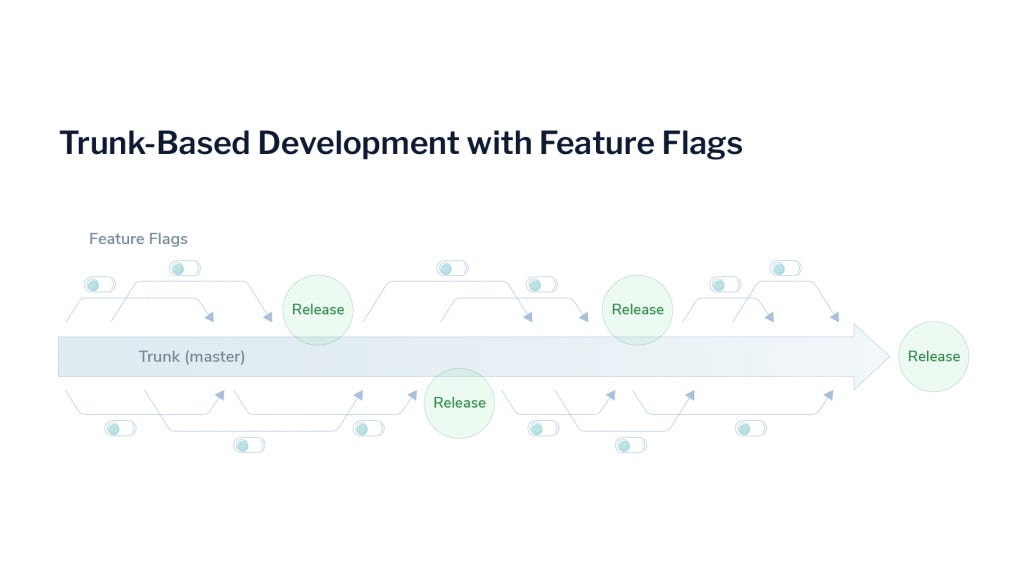 Trunk-Based Development with Feature Flags
Feature Flags
Release
Release
Trunk (master)
Release
Release